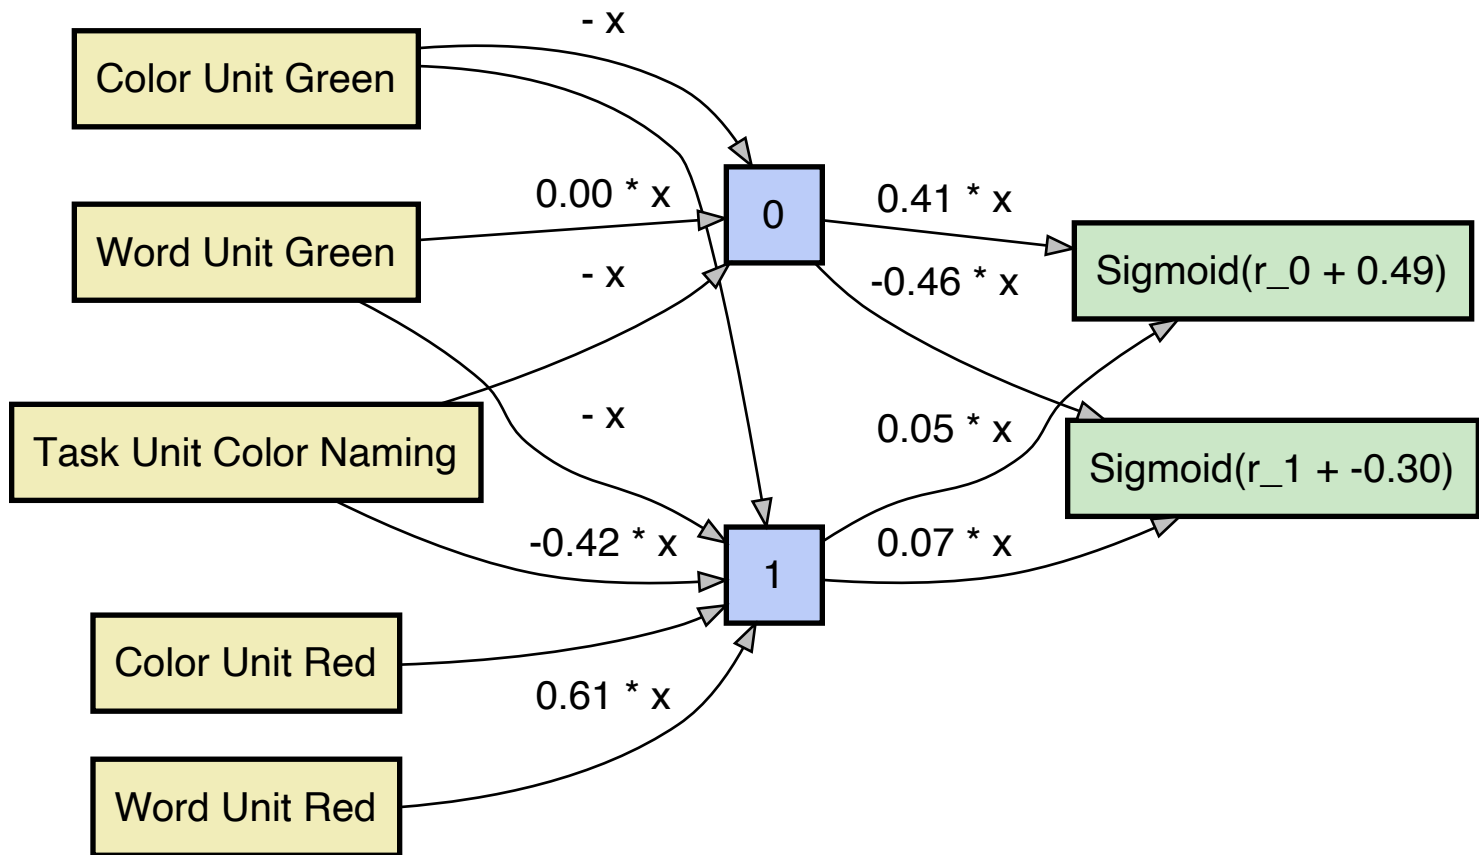 - x
Color Unit Green
0.00 * x
0
0.41 * x
Word Unit Green
- x
-0.46 * x
Sigmoid(r_0 + 0.49)
Task Unit Color Naming
- x
0.05 * x
Sigmoid(r_1 + -0.30)
-0.42 * x
1
0.07 * x
Color Unit Red
0.61 * x
Word Unit Red